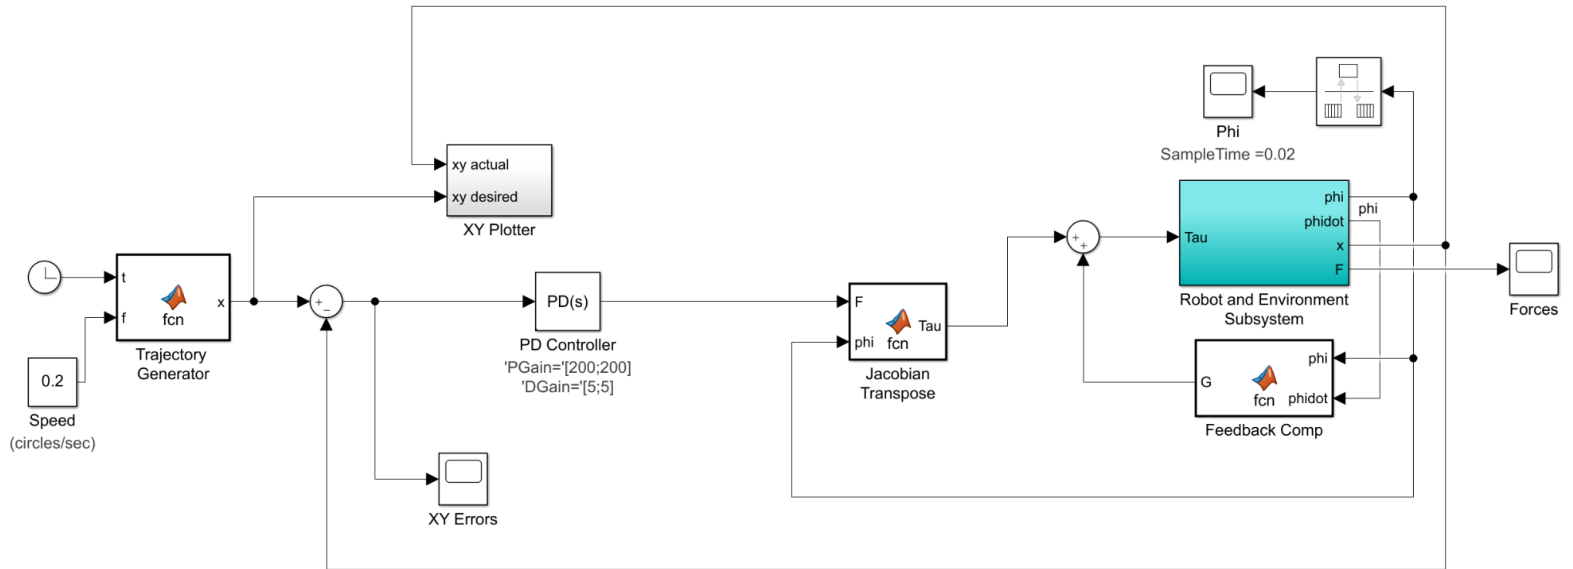 xy actual
xy desired
XY Plotter
Phi
SampleTime =0.02
t
f
x
fcn
Trajectory
Generator
0.2
Speed
(circles/sec)
+
−
PD(s)
PD Controller
'PGain='[200;200]
'DGain='[5;5]
XY Errors
F
phi
Tau
fcn
Jacobian
Transpose
+
+
Tau
phi
phidot
x
F
phi
Robot and Environment
Subsystem
G
phi
phidot
fcn
Feedback Comp
Forces